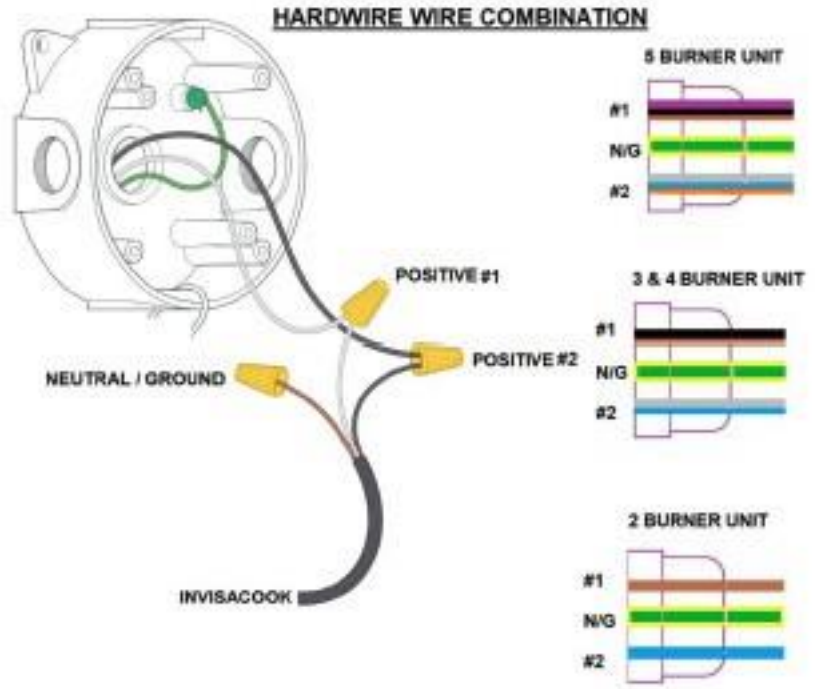 HARDWIRE WIRE COMBINATION
POSITIVE #1
POSITIVE #2
NEUTRAL / GROUND
INVISACOOK
5 BURNER UNIT
#1
N/G
#2
3 & 4 BURNER UNIT
#1
N/G
#2
2 BURNER UNIT
#1
N/G
#2